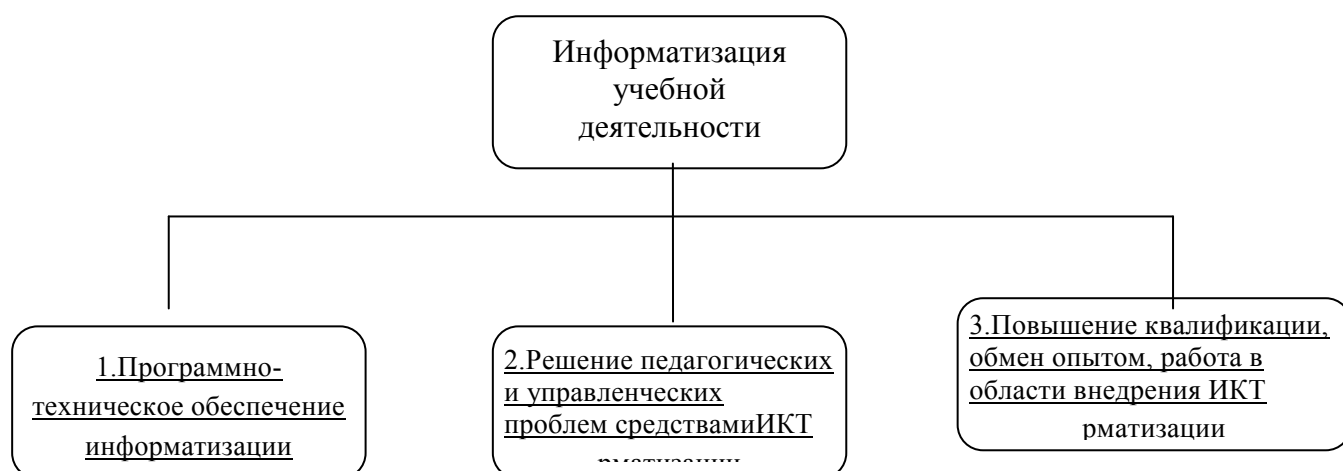 Информатизация
учебной
деятельности
1.Программно-
техническое обеспечение
информатизации
2.Решение педагогических
и управленческих
проблем средствамиИКТ
рматизации
3.Повышение квалификации,
обмен опытом, работа в
области внедрения ИКТ
рматизации